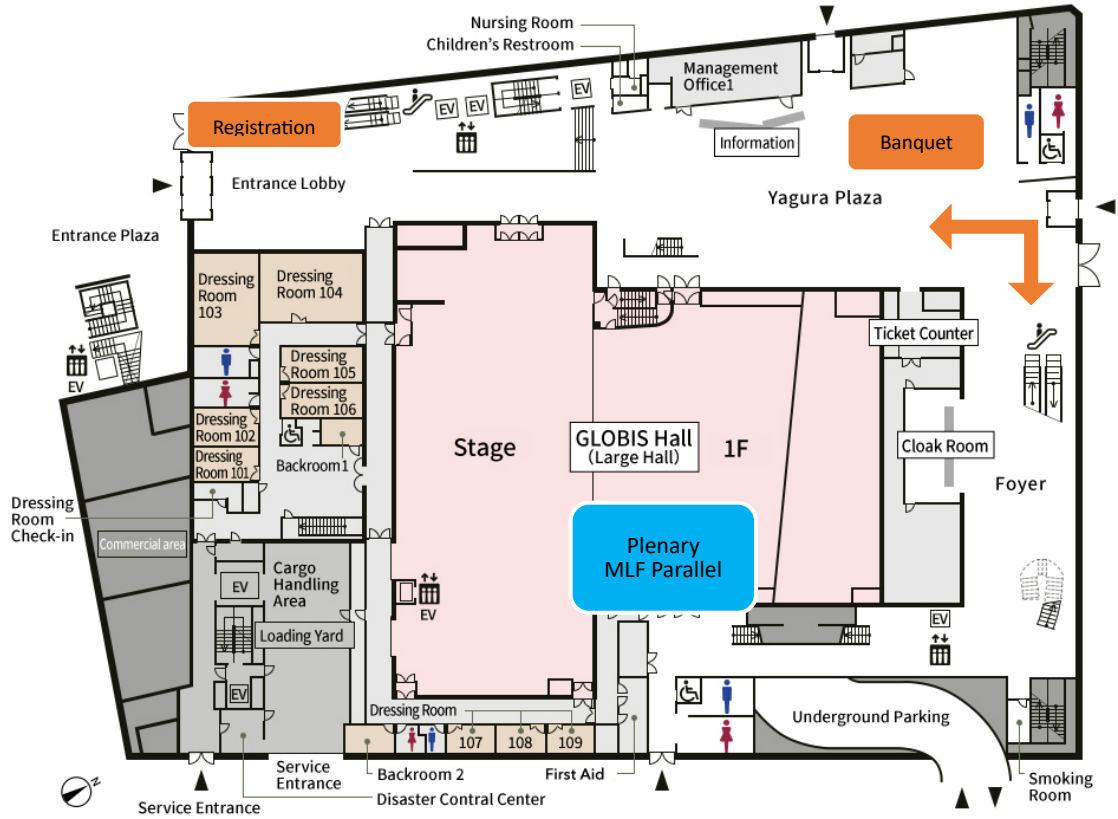 Nursing Room
Children's Restroom
Management
Office1
EV
EV
EV
Registration
Information
Banquet
Entrance Lobby
Yagura Plaza
Entrance Plaza
Dressing
Room
103
Dressing
Room 104
Ticket Counter
EV
Dressing
Room 105
Dressing
Room 106
Dressing
Room 102
Dressing
Room 101
Backroom1
Stage
GLOBIS Hall
(Large Hall)
1F
Cloak Room
Foyer
Dressing
Room
Check-in
Commercial area
Plenary
MLF Parallel
Cargo
Handling
Area
EV
Loading Yard
EV
EV
EV
Dressing Room
107
108
109
Underground Parking
Service
Entrance
Backroom 2
First Aid
Smoking
Room
Service Entrance
Disaster Contral Center
N